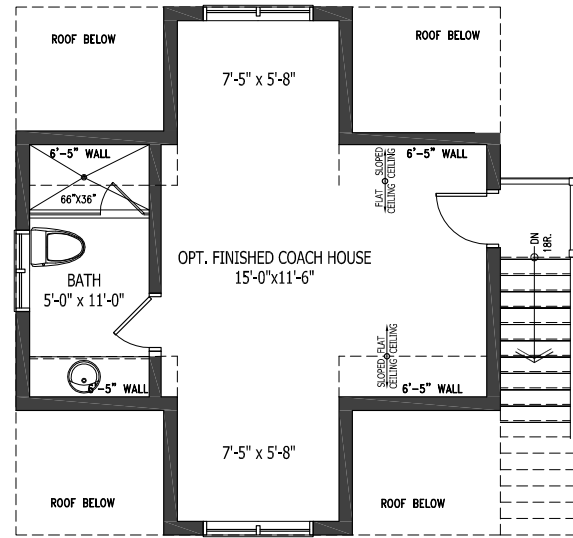 ROOF BELOW
ROOF BELOW
7'-5" x 5'-8"
6'-5" WALL
SLOPED
CEILING
FLAT
CEILING
6'-5" WALL
66"X36"
DN
18R.
BATH
5'-0" x 11'-0"
OPT. FINISHED COACH HOUSE
15'-0"x11'-6"
FLAT
CEILING
SLOPED
CEILING
6'-5" WALL
6'-5" WALL
7'-5" x 5'-8"
ROOF BELOW
ROOF BELOW